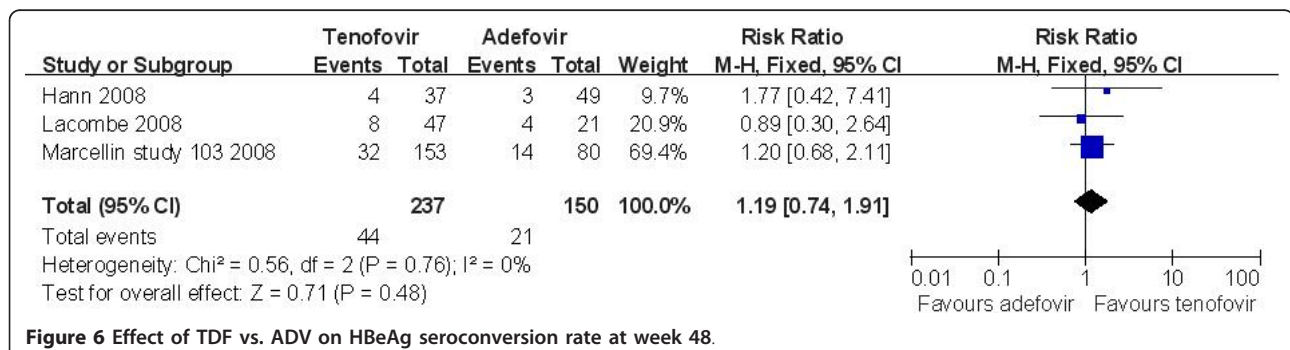 Tenofovir Adefovir Risk Ratio Risk Ratio
Study or Subgroup Events Total Events Total Weight M-H, Fixed, 95% CI M-H, Fixed, 95% CI
Hann 2008 4 37 3 49 9.7% 1.77 [0.42, 7.41]
Lacombe 2008 8 47 4 21 20.9% 0.89 [0.30, 2.64]
Marcellin study 103 2008 32 153 14 80 69.4% 1.20 [0.68, 2.11]
Total (95% CI) 237 150 100.0% 1.19 [0.74, 1.91]
Total events 44 21
Heterogeneity: Chi² = 0.56, df = 2 (P = 0.76); I² = 0%
Test for overall effect: Z = 0.71 (P = 0.48)
0.01 0.1 1 10 100
Favours adefovir Favours tenofovir
Figure 6 Effect of TDF vs. ADV on HBeAg seroconversion rate at week 48.